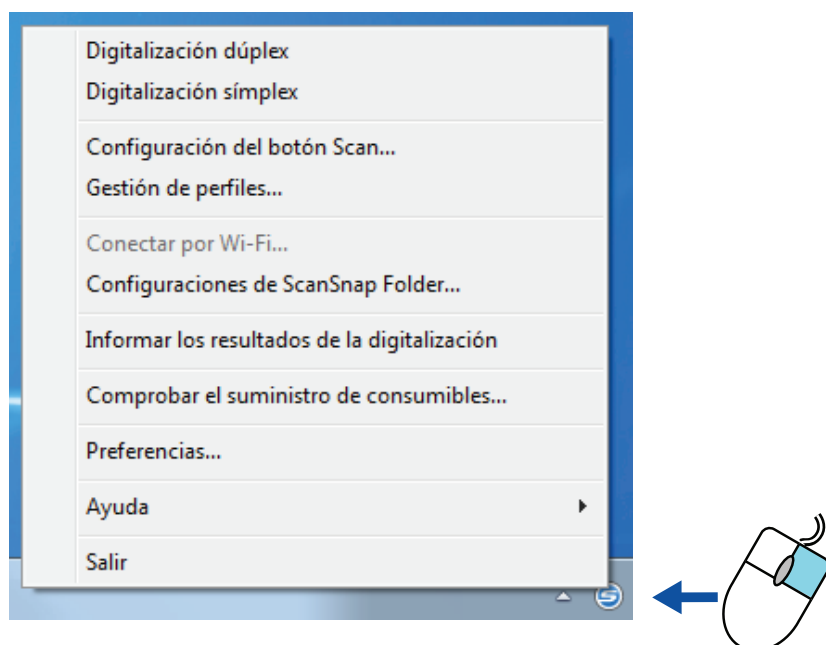 Digitalización dúplex
Digitalización símplex
Configuración del botón Scan...
Gestión de perfiles...
Conectar por Wi-Fi...
Configuraciones de ScanSnap Folder...
Informar los resultados de la digitalización
Comprobar el suministro de consumibles...
Preferencias...
Ayuda
Salir